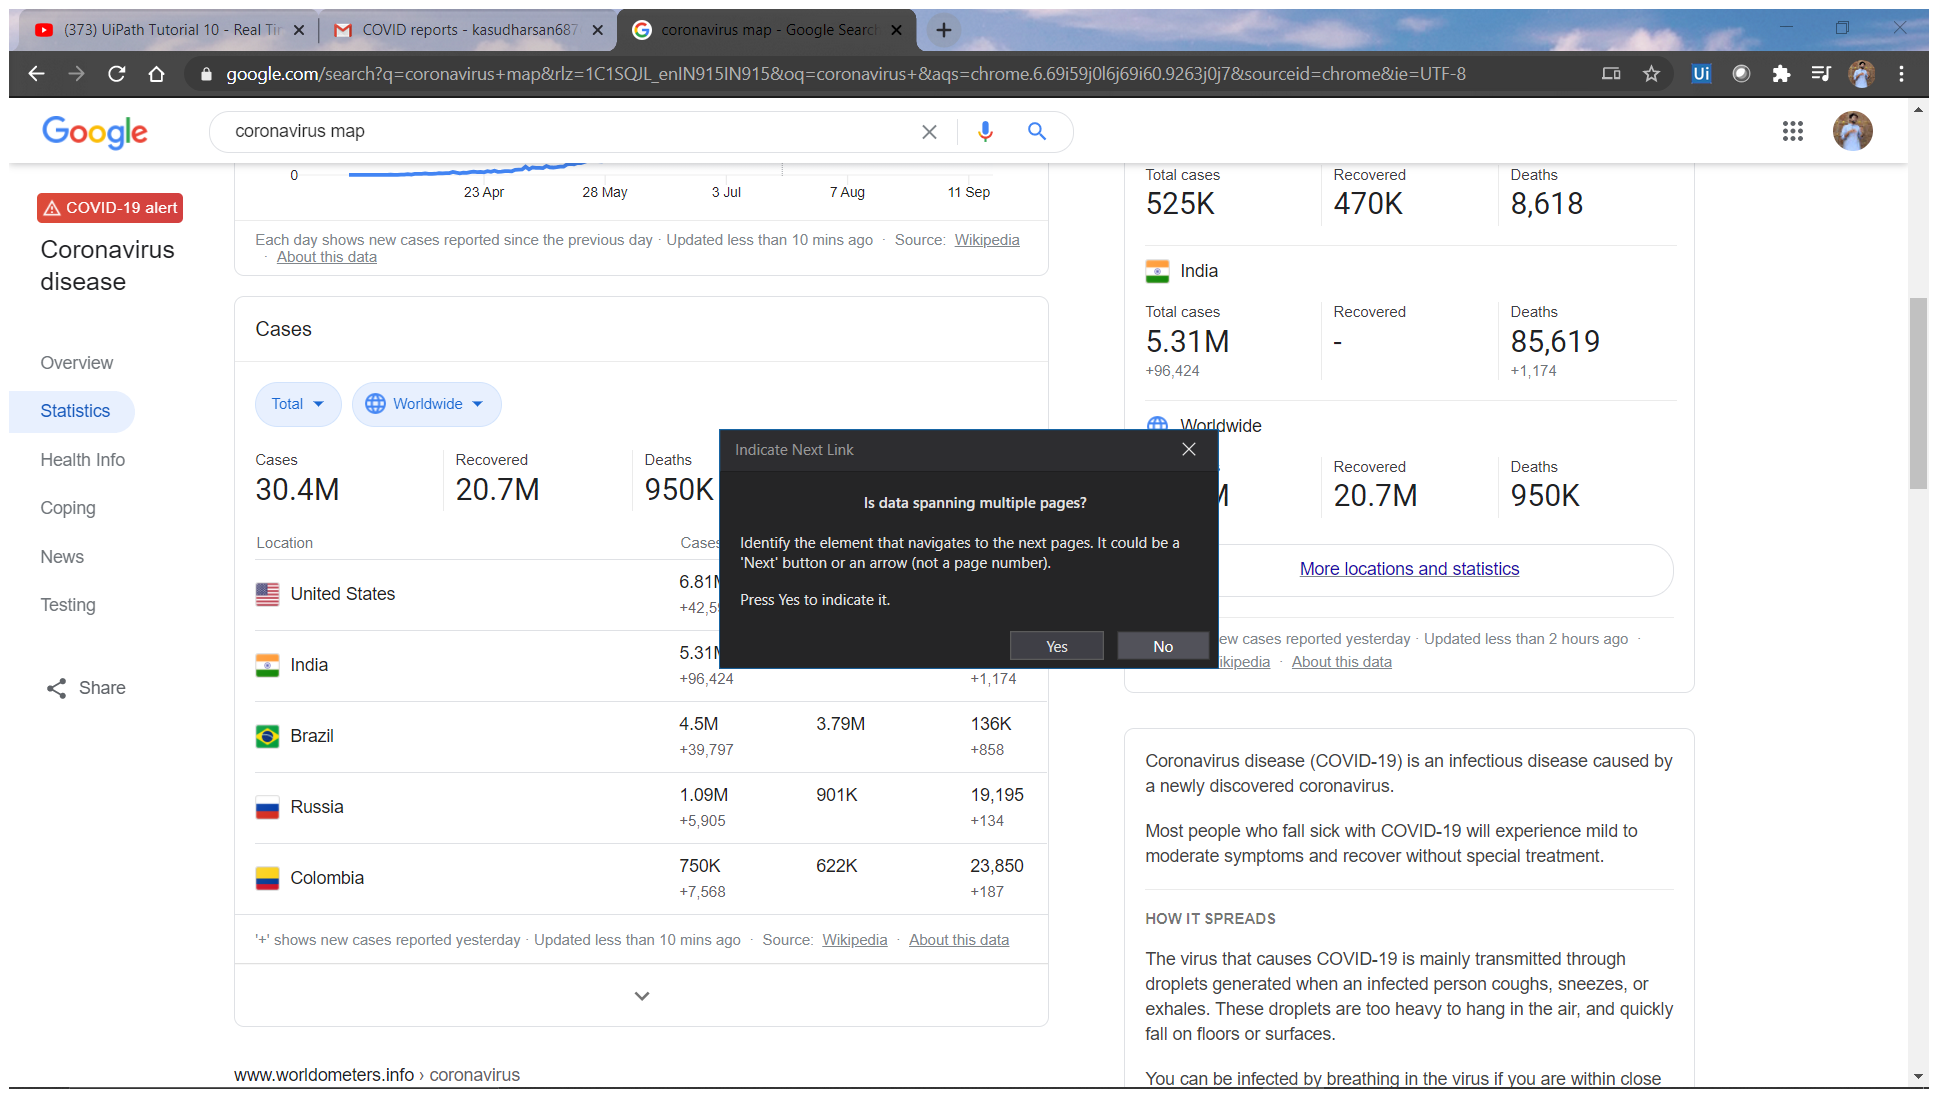 (373) UiPath Tutorial 10 - Real Tir
COVID reports - kasudharsan687
coronavirus map - Google Search
google.com/search?q=coronavirus+map&rlz=1C1SQJL_enIN915IN915&oq=coronavirus+&aqs=chrome.6.69i59j0l6j69i60.9263j0j7&sourceid=chrome&ie=UTF-8
Ui
Google
coronavirus map
COVID-19 alert
Coronavirus
disease
Overview
Statistics
Health Info
Coping
News
Testing
Share
0
23 Apr 28 May 3 Jul 7 Aug 11 Sep
Each day shows new cases reported since the previous day · Updated less than 10 mins ago · Source: Wikipedia
· About this data
Cases
Total Worldwide
Cases Recovered Deaths
30.4M 20.7M 950K
Location Cases
United States 6.81M
+42,59
India 5.31M
+96,424 +1,174
Brazil 4.5M 3.79M 136K
+39,797 +858
Russia 1.09M 901K 19,195
+5,905 +134
Colombia 750K 622K 23,850
+7,568 +187
'+' shows new cases reported yesterday · Updated less than 10 mins ago · Source: Wikipedia · About this data
www.worldometers.info › coronavirus
Indicate Next Link
Is data spanning multiple pages?
Identify the element that navigates to the next pages. It could be a
'Next' button or an arrow (not a page number).
Press Yes to indicate it.
Yes No
Total cases Recovered Deaths
525K 470K 8,618
India
Total cases Recovered Deaths
5.31M - 85,619
+96,424 +1,174
Worldwide
Recovered Deaths
M 20.7M 950K
More locations and statistics
ew cases reported yesterday · Updated less than 2 hours ago ·
ikipedia · About this data
Coronavirus disease (COVID-19) is an infectious disease caused by
a newly discovered coronavirus.
Most people who fall sick with COVID-19 will experience mild to
moderate symptoms and recover without special treatment.
HOW IT SPREADS
The virus that causes COVID-19 is mainly transmitted through
droplets generated when an infected person coughs, sneezes, or
exhales. These droplets are too heavy to hang in the air, and quickly
fall on floors or surfaces.
You can be infected by breathing in the virus if you are within close